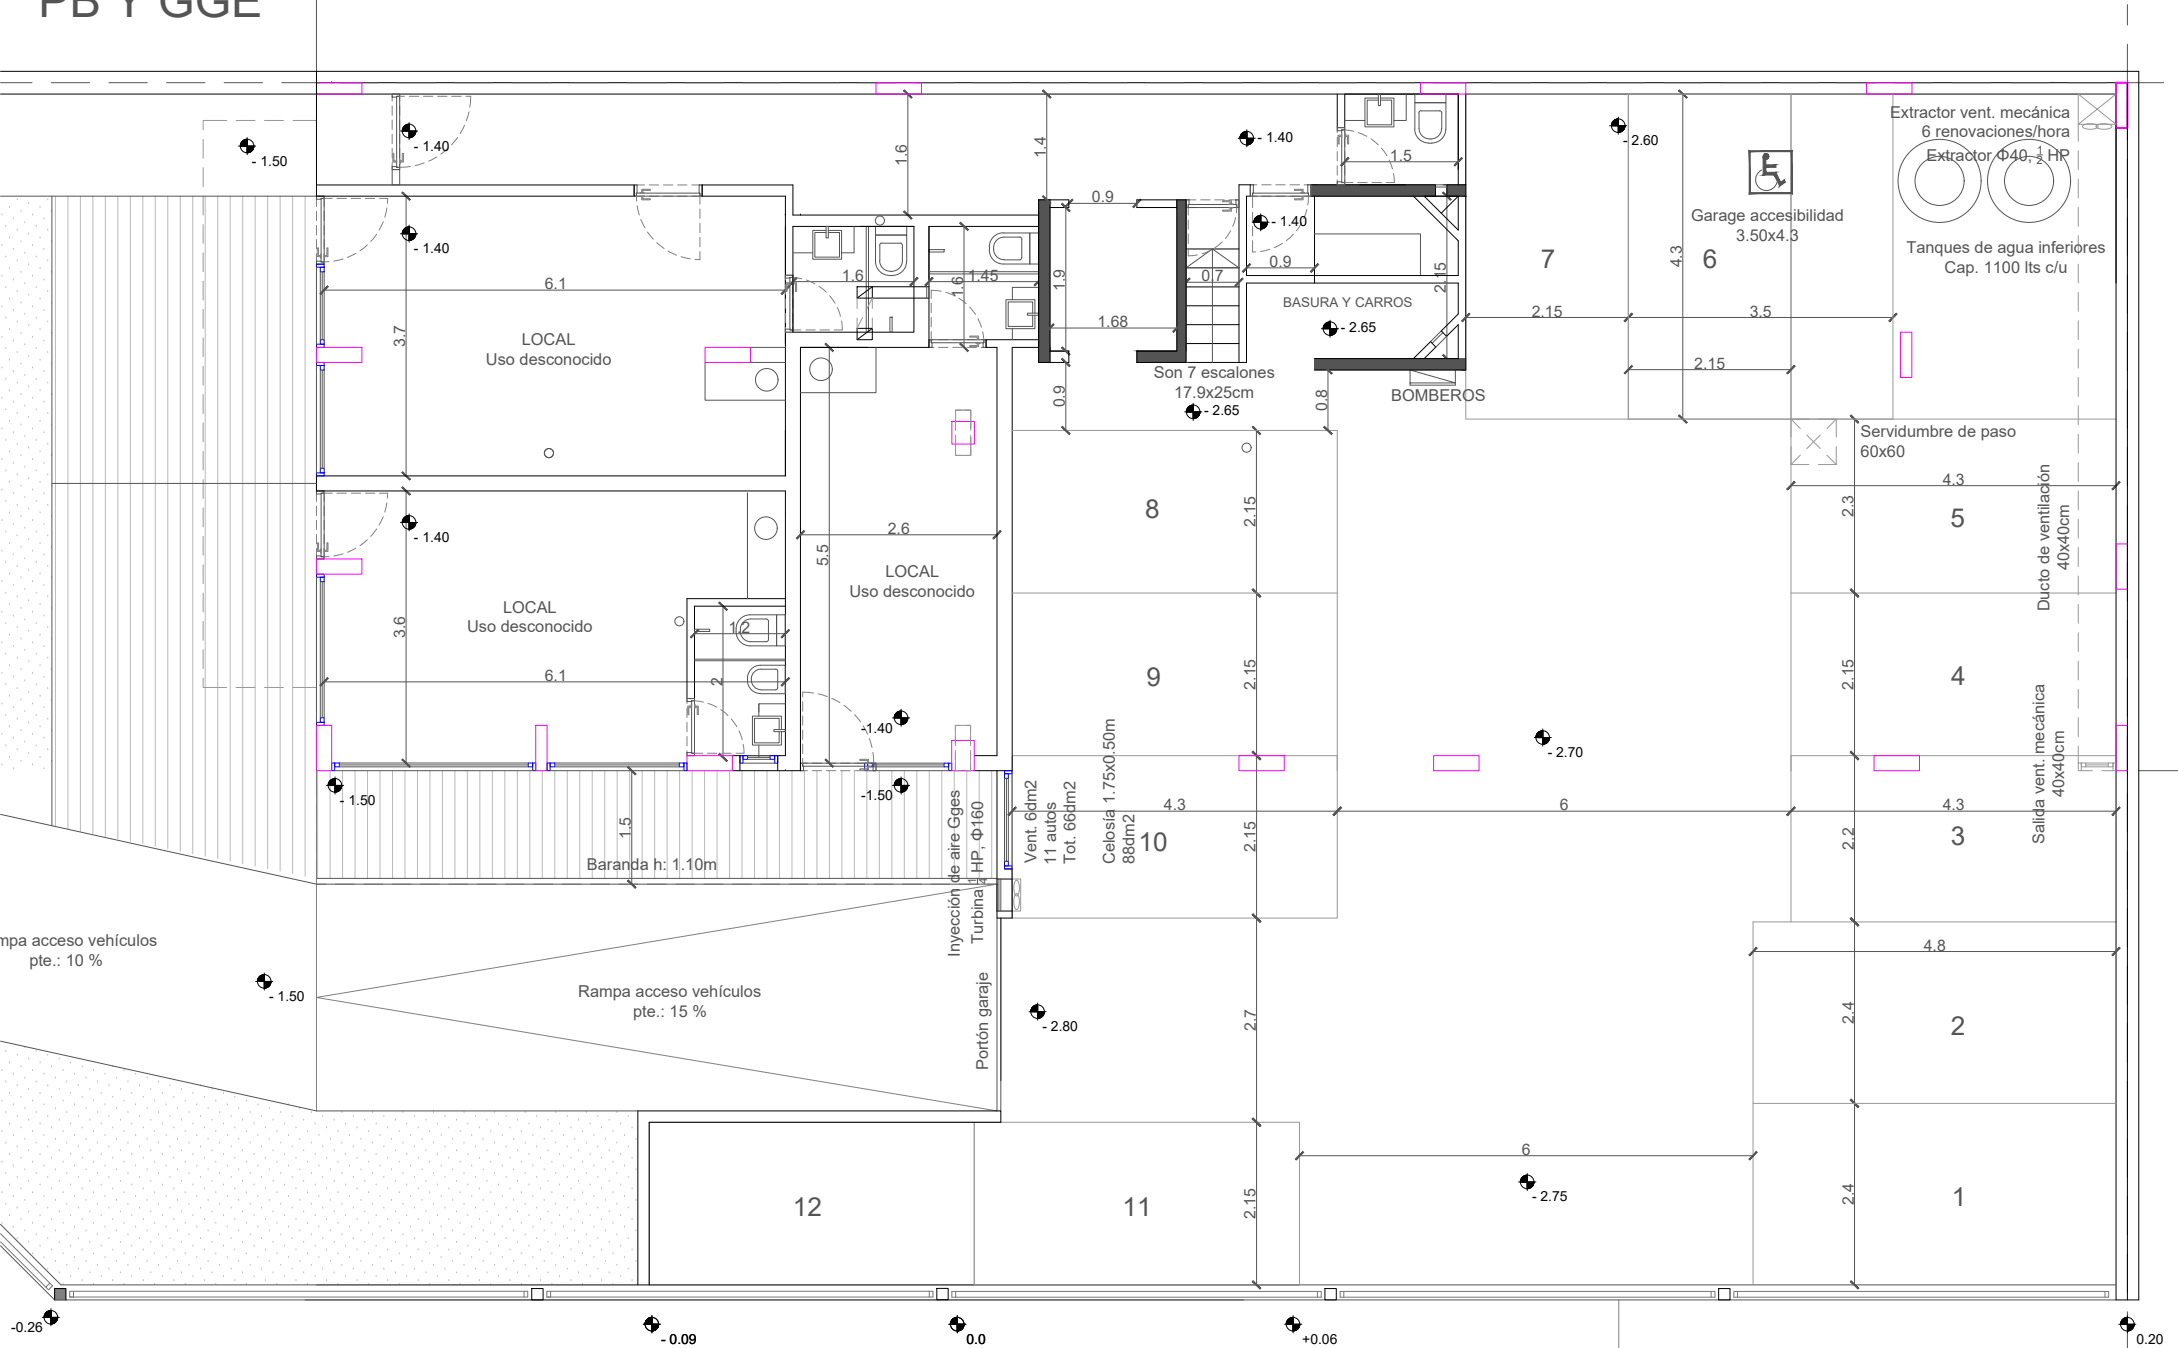 PB Y GGE
- 1.50
- 1.40
1.6
1.4
- 1.40
1.5
- 2.60
Extractor vent. mecánica
6 renovaciones/hora
Extractor Φ40, 1/2 HP
- 1.40
3.7
6.1
LOCAL
Uso desconocido
1.6
1.6
1.45
0.9
1.9
1.68
0.7
- 1.40
0.9
2.15
BASURA Y CARROS
- 2.65
7
6
4.3
Garage accesibilidad
3.50x4.3
Tanques de agua inferiores
Cap. 1100 lts c/u
2.15
3.5
2.15
Son 7 escalones
17.9x25cm
- 2.65
0.9
0.8
BOMBEROS
Servidumbre de paso
60x60
4.3
2.3
5
Ducto de ventilación
40x40cm
- 1.40
3.6
LOCAL
Uso desconocido
6.1
1.2
2
2.6
5.5
LOCAL
Uso desconocido
-1.40
8
2.15
9
2.15
2.15
4
- 2.70
Salida vent. mecánica
40x40cm
- 1.50
-1.50
1.5
Baranda h: 1.10m
Inyección de aire Gges
Turbina 1/4 HP, Φ160
Vent. 6dm2
11 autos
Tot. 66dm2
Celosía 1.75x0.50m
88dm2
4.3
10
2.15
6
4.3
2.2
3
mpa acceso vehículos
pte.: 10 %
- 1.50
Rampa acceso vehículos
pte.: 15 %
Portón garaje
- 2.80
2.7
4.8
2.4
2
12
11
2.15
6
- 2.75
2.4
1
-0.26
- 0.09
0.0
+0.06
0.20